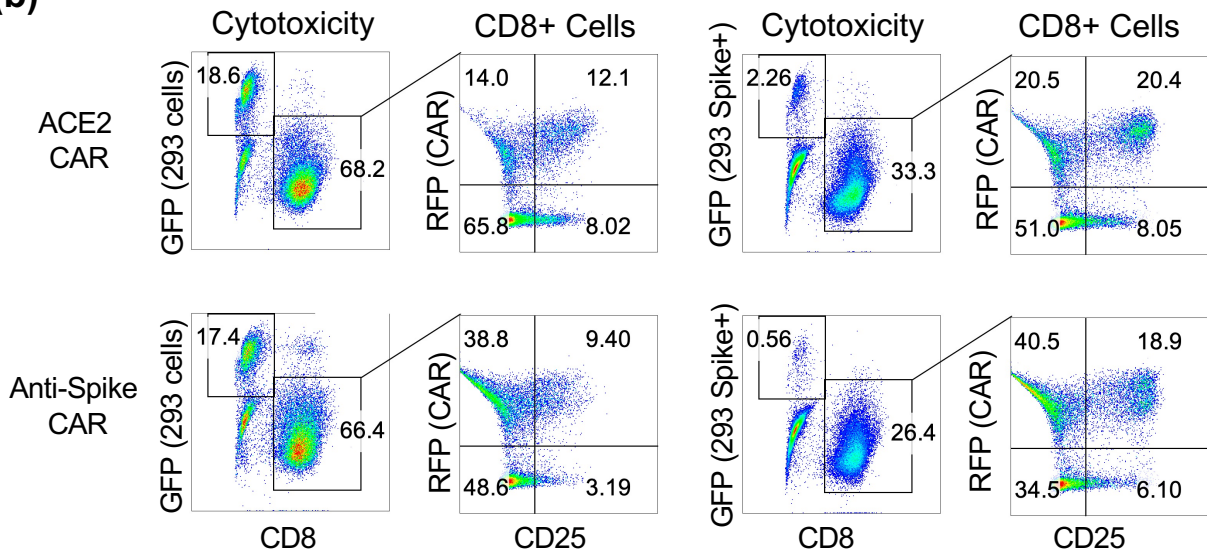 (b)
Cytotoxicity CD8+ Cells Cytotoxicity CD8+ Cells
ACE2
CAR
GFP (293 cells)
18.6
68.2
RFP (CAR)
14.0 12.1
65.8 8.02
GFP (293 Spike+)
2.26
33.3
RFP (CAR)
20.5 20.4
51.0 8.05
Anti-Spike
CAR
GFP (293 cells)
17.4
66.4
RFP (CAR)
38.8 9.40
48.6 3.19
GFP (293 Spike+)
0.56
26.4
RFP (CAR)
40.5 18.9
34.5 6.10
CD8 CD25 CD8 CD25